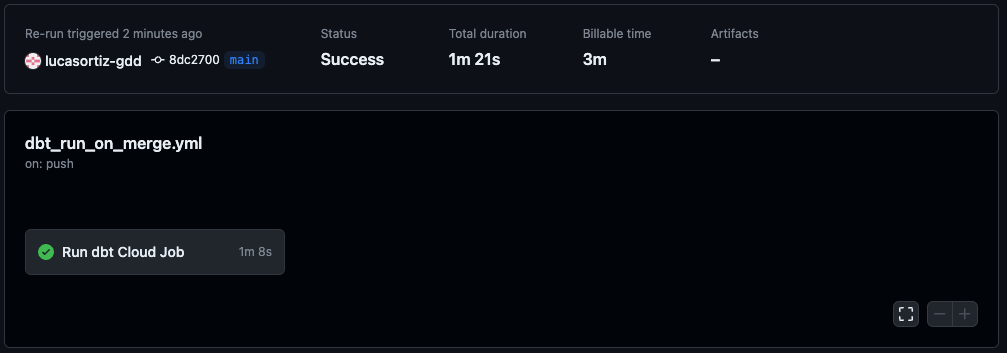 Re-run triggered 2 minutes ago
lucasortiz-gdd 8dc2700 main
Status
Success
Total duration
1m 21s
Billable time
3m
Artifacts
–
dbt_run_on_merge.yml
on: push
Run dbt Cloud Job 1m 8s